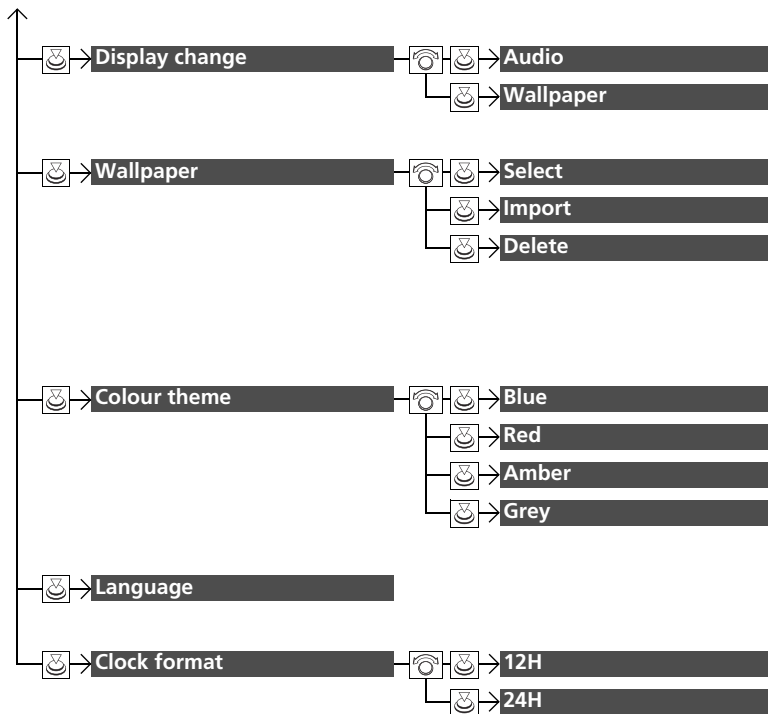 Display change
Audio
Wallpaper
Wallpaper
Select
Import
Delete
Colour theme
Blue
Red
Amber
Grey
Language
Clock format
12H
24H